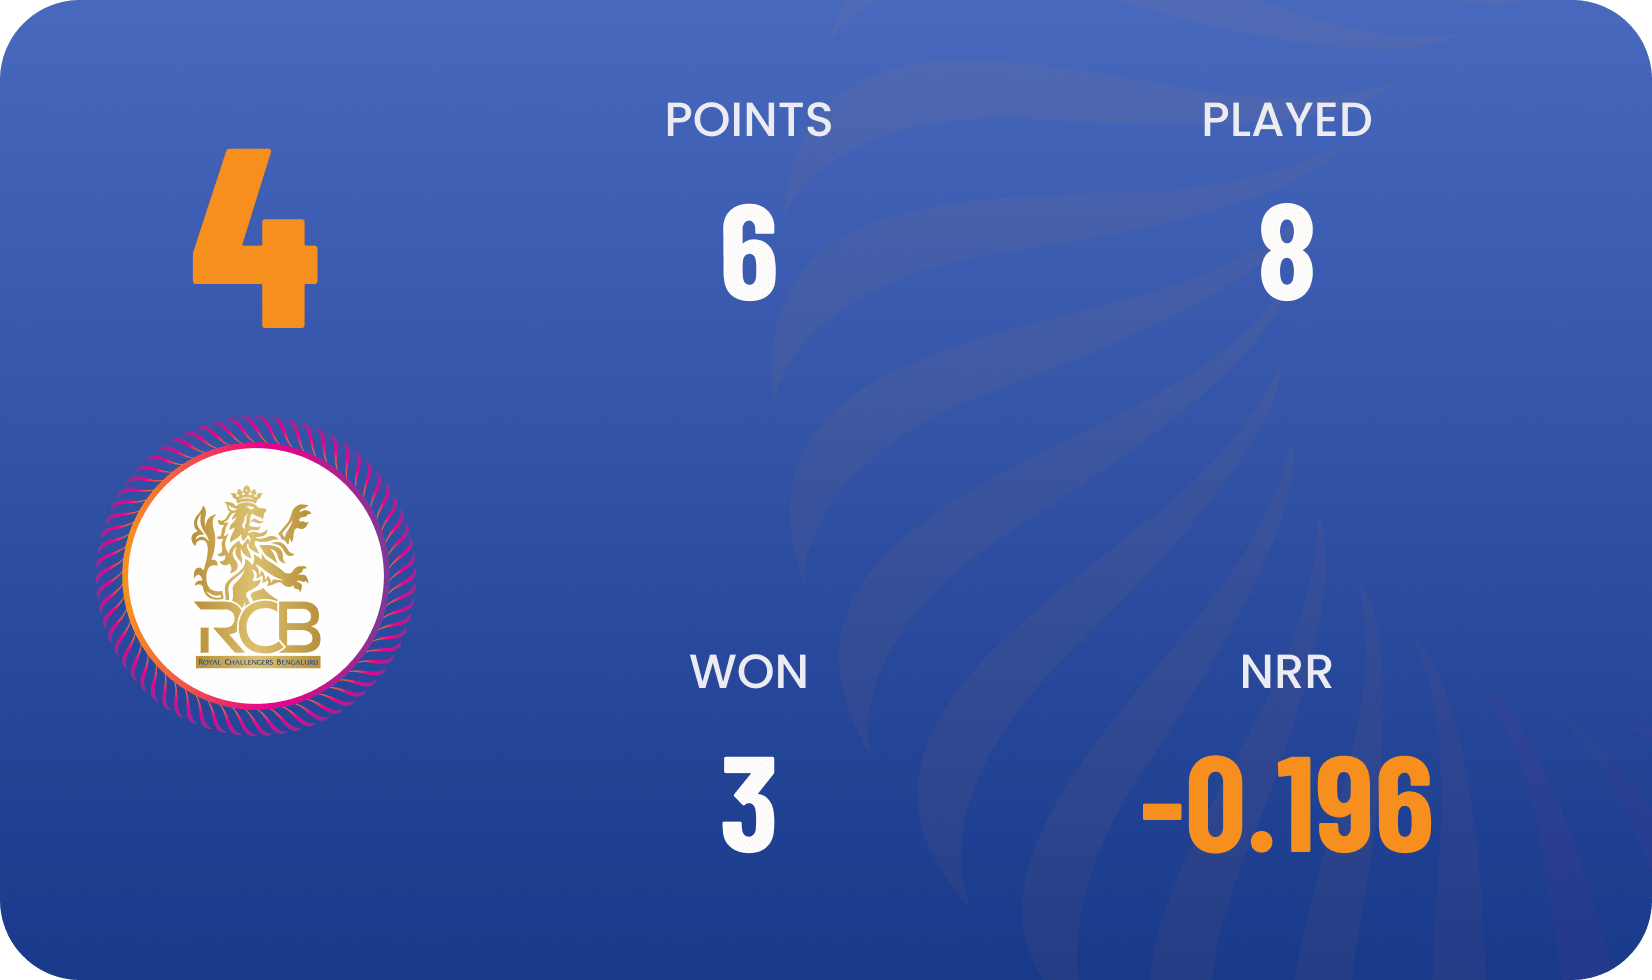 4
POINTS
6
PLAYED
8
RCB
ROYAL CHALLENGERS BENGALURU
WON
3
NRR
-0.196